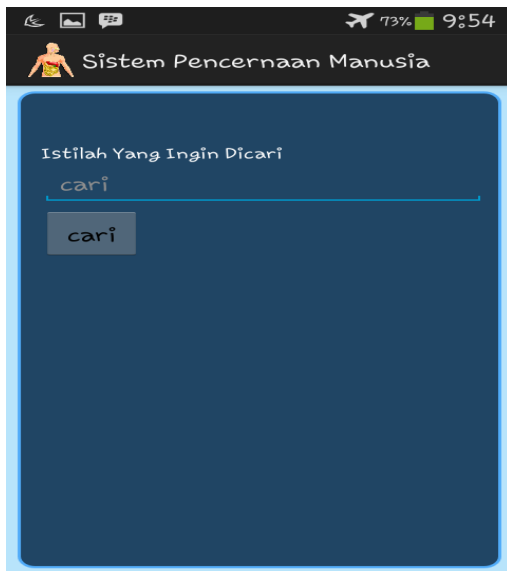 73% 9:54
Sistem Pencernaan Manusia
Istilah Yang Ingin Dicari
cari
cari